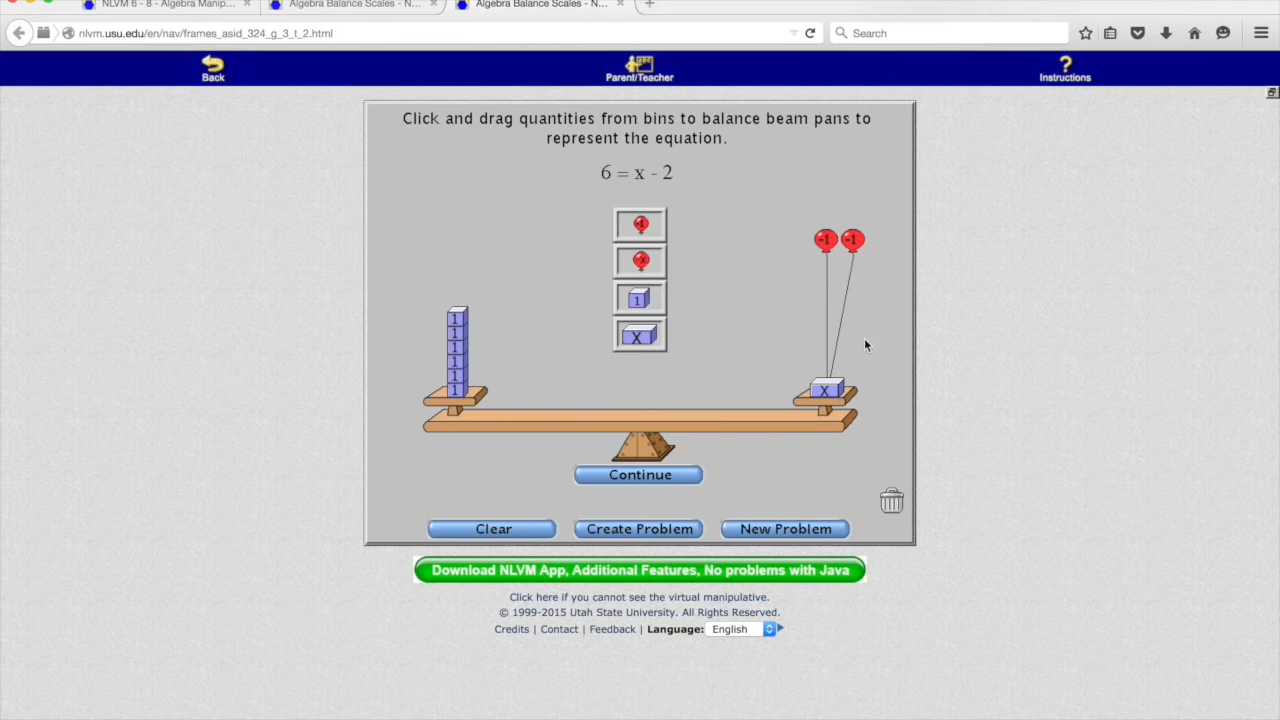 NLVM 6 - 8 - Algebra Manip...
Algebra Balance Scales - N...
Algebra Balance Scales - N...
nlvm.usu.edu/en/nav/frames_asid_324_g_3_t_2.html
Search
Back
Parent/Teacher
Instructions
Click and drag quantities from bins to balance beam pans to
represent the equation.
6 = x - 2
-1
-x
1
X
-1 -1
1
1
1
1
1
1
X
Continue
Clear
Create Problem
New Problem
Download NLVM App, Additional Features, No problems with Java
Click here if you cannot see the virtual manipulative.
© 1999-2015 Utah State University. All Rights Reserved.
Credits | Contact | Feedback | Language: English